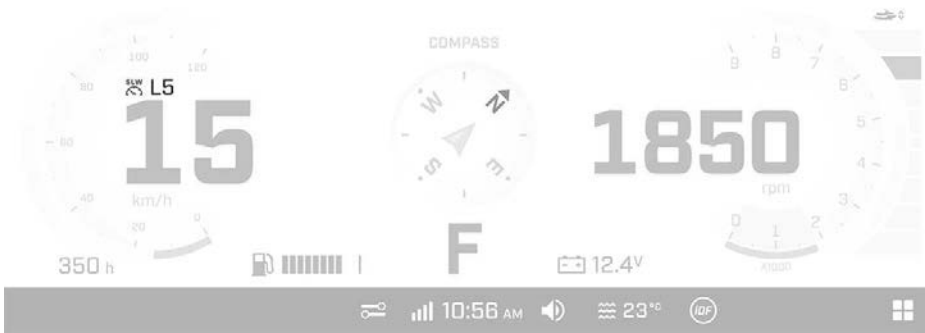 COMPASS
100
120
80
60
40
20
0
SLW L5
15
km/h
N
W
S
E
9
8
7
6
5
4
3
2
1
0
1850
rpm
X1000
350 h
F
12.4V
10:56 AM
23°C
iDF